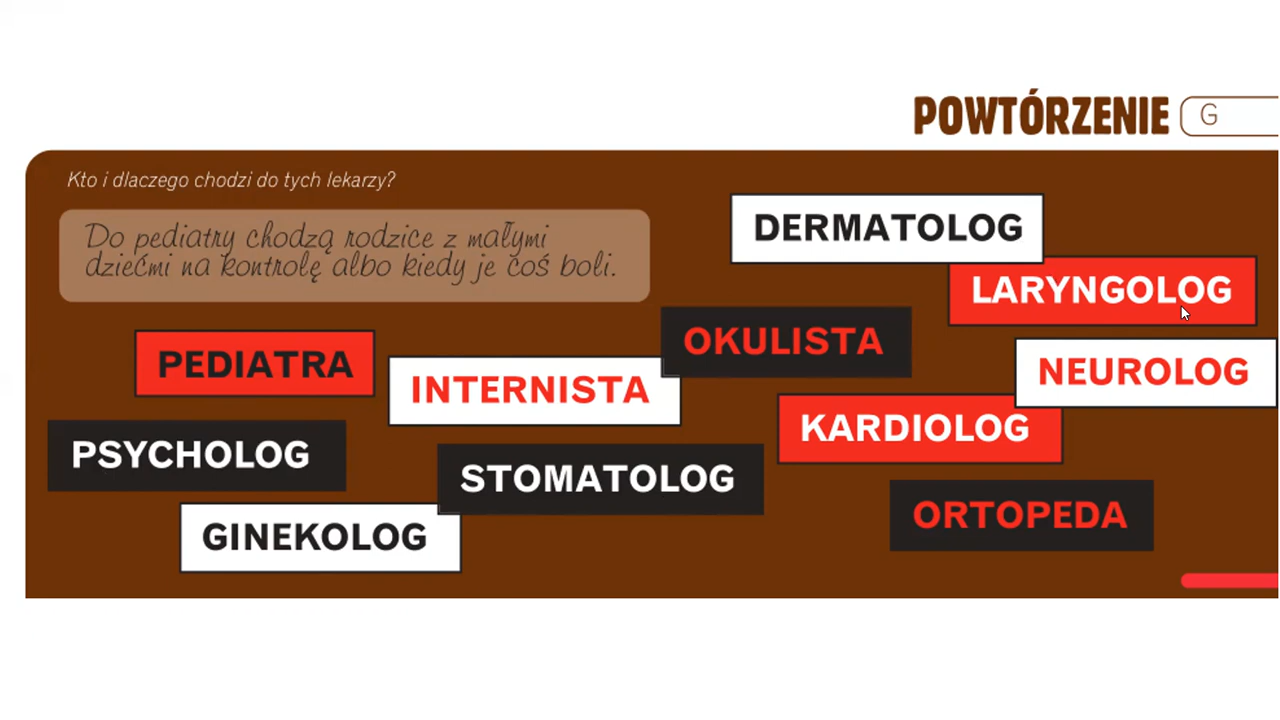 POWTÓRZENIE G
Kto i dlaczego chodzi do tych lekarzy?
Do pediatry chodzą rodzice z małymi
dziećmi na kontrolę albo kiedy je coś boli.
DERMATOLOG
LARYNGOLOG
OKULISTA
NEUROLOG
PEDIATRA
INTERNISTA
KARDIOLOG
PSYCHOLOG
STOMATOLOG
ORTOPEDA
GINEKOLOG